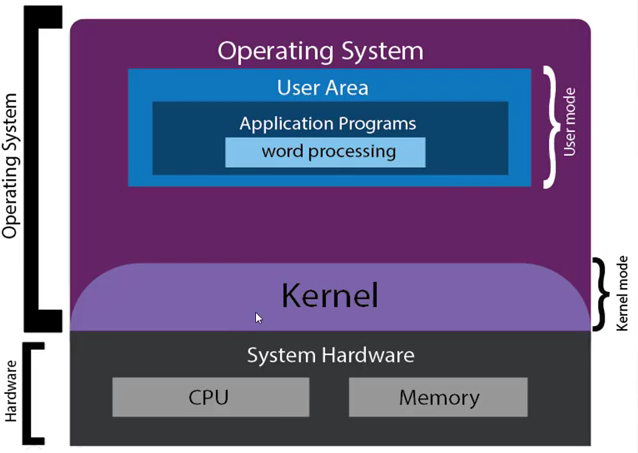 Operating System
User Area
Application Programs
word processing
User mode
Operating System
Kernel
Kernel mode
System Hardware
CPU
Memory
Hardware